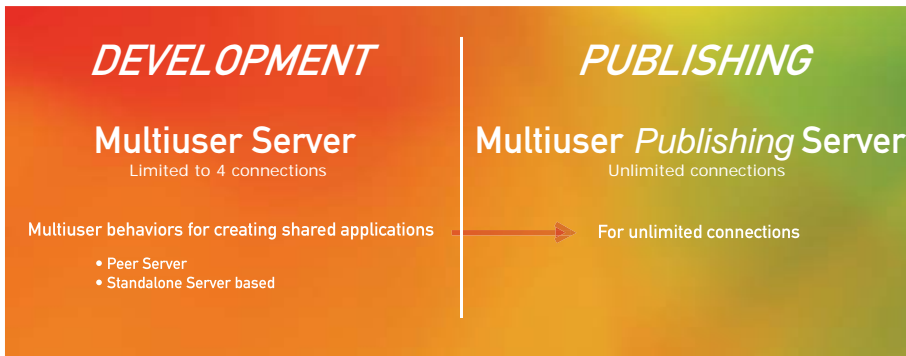 DEVELOPMENT
Multiuser Server
Limited to 4 connections
Multiuser behaviors for creating shared applications
• Peer Server
• Standalone Server based
PUBLISHING
Multiuser Publishing Server
Unlimited connections
For unlimited connections